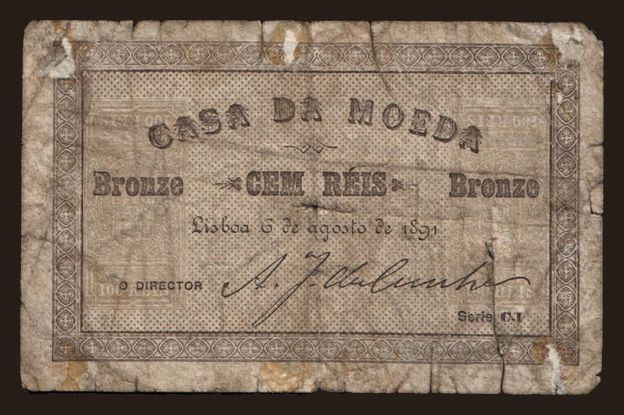 CASA DA MOEDA
Bronze CEM RÉIS Bronze
Lisboa 6 de agosto de 1891
O DIRECTOR
Serie